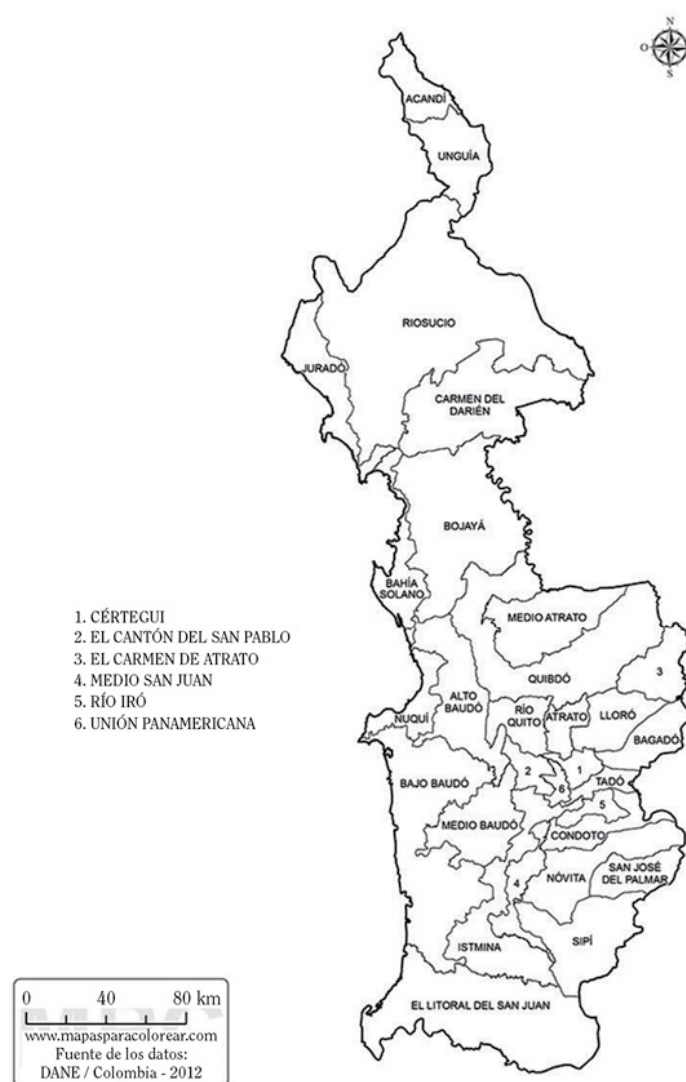 N
O
S
ACANDÍ
UNGUÍA
RIOSUCIO
JURADÓ
CARMEN DEL
DARIÉN
BOJAYÁ
BAHÍA
SOLANO
MEDIO ATRATO
1. CÉRTEGUI
2. EL CANTÓN DEL SAN PABLO
3. EL CARMEN DE ATRATO
4. MEDIO SAN JUAN
5. RÍO IRÓ
6. UNIÓN PANAMERICANA
3
QUIBDÓ
ALTO
BAUDÓ
RÍO
QUITO
ATRATO
LLORÓ
NUQUÍ
BAGADÓ
BAJO BAUDÓ
2
1
6
TADÓ
5
MEDIO BAUDÓ
CONDOTO
4
NÓVITA
SAN JOSÉ
DEL PALMAR
ISTMINA
SIPÍ
EL LITORAL DEL SAN JUAN
0 40 80 km
www.mapasparacolorear.com
Fuente de los datos:
DANE / Colombia - 2012